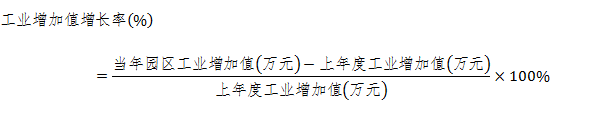 工业增加值增长率(%)
= 当年园区工业增加值(万元)−上年度工业增加值(万元)
上年度工业增加值(万元)
× 100%